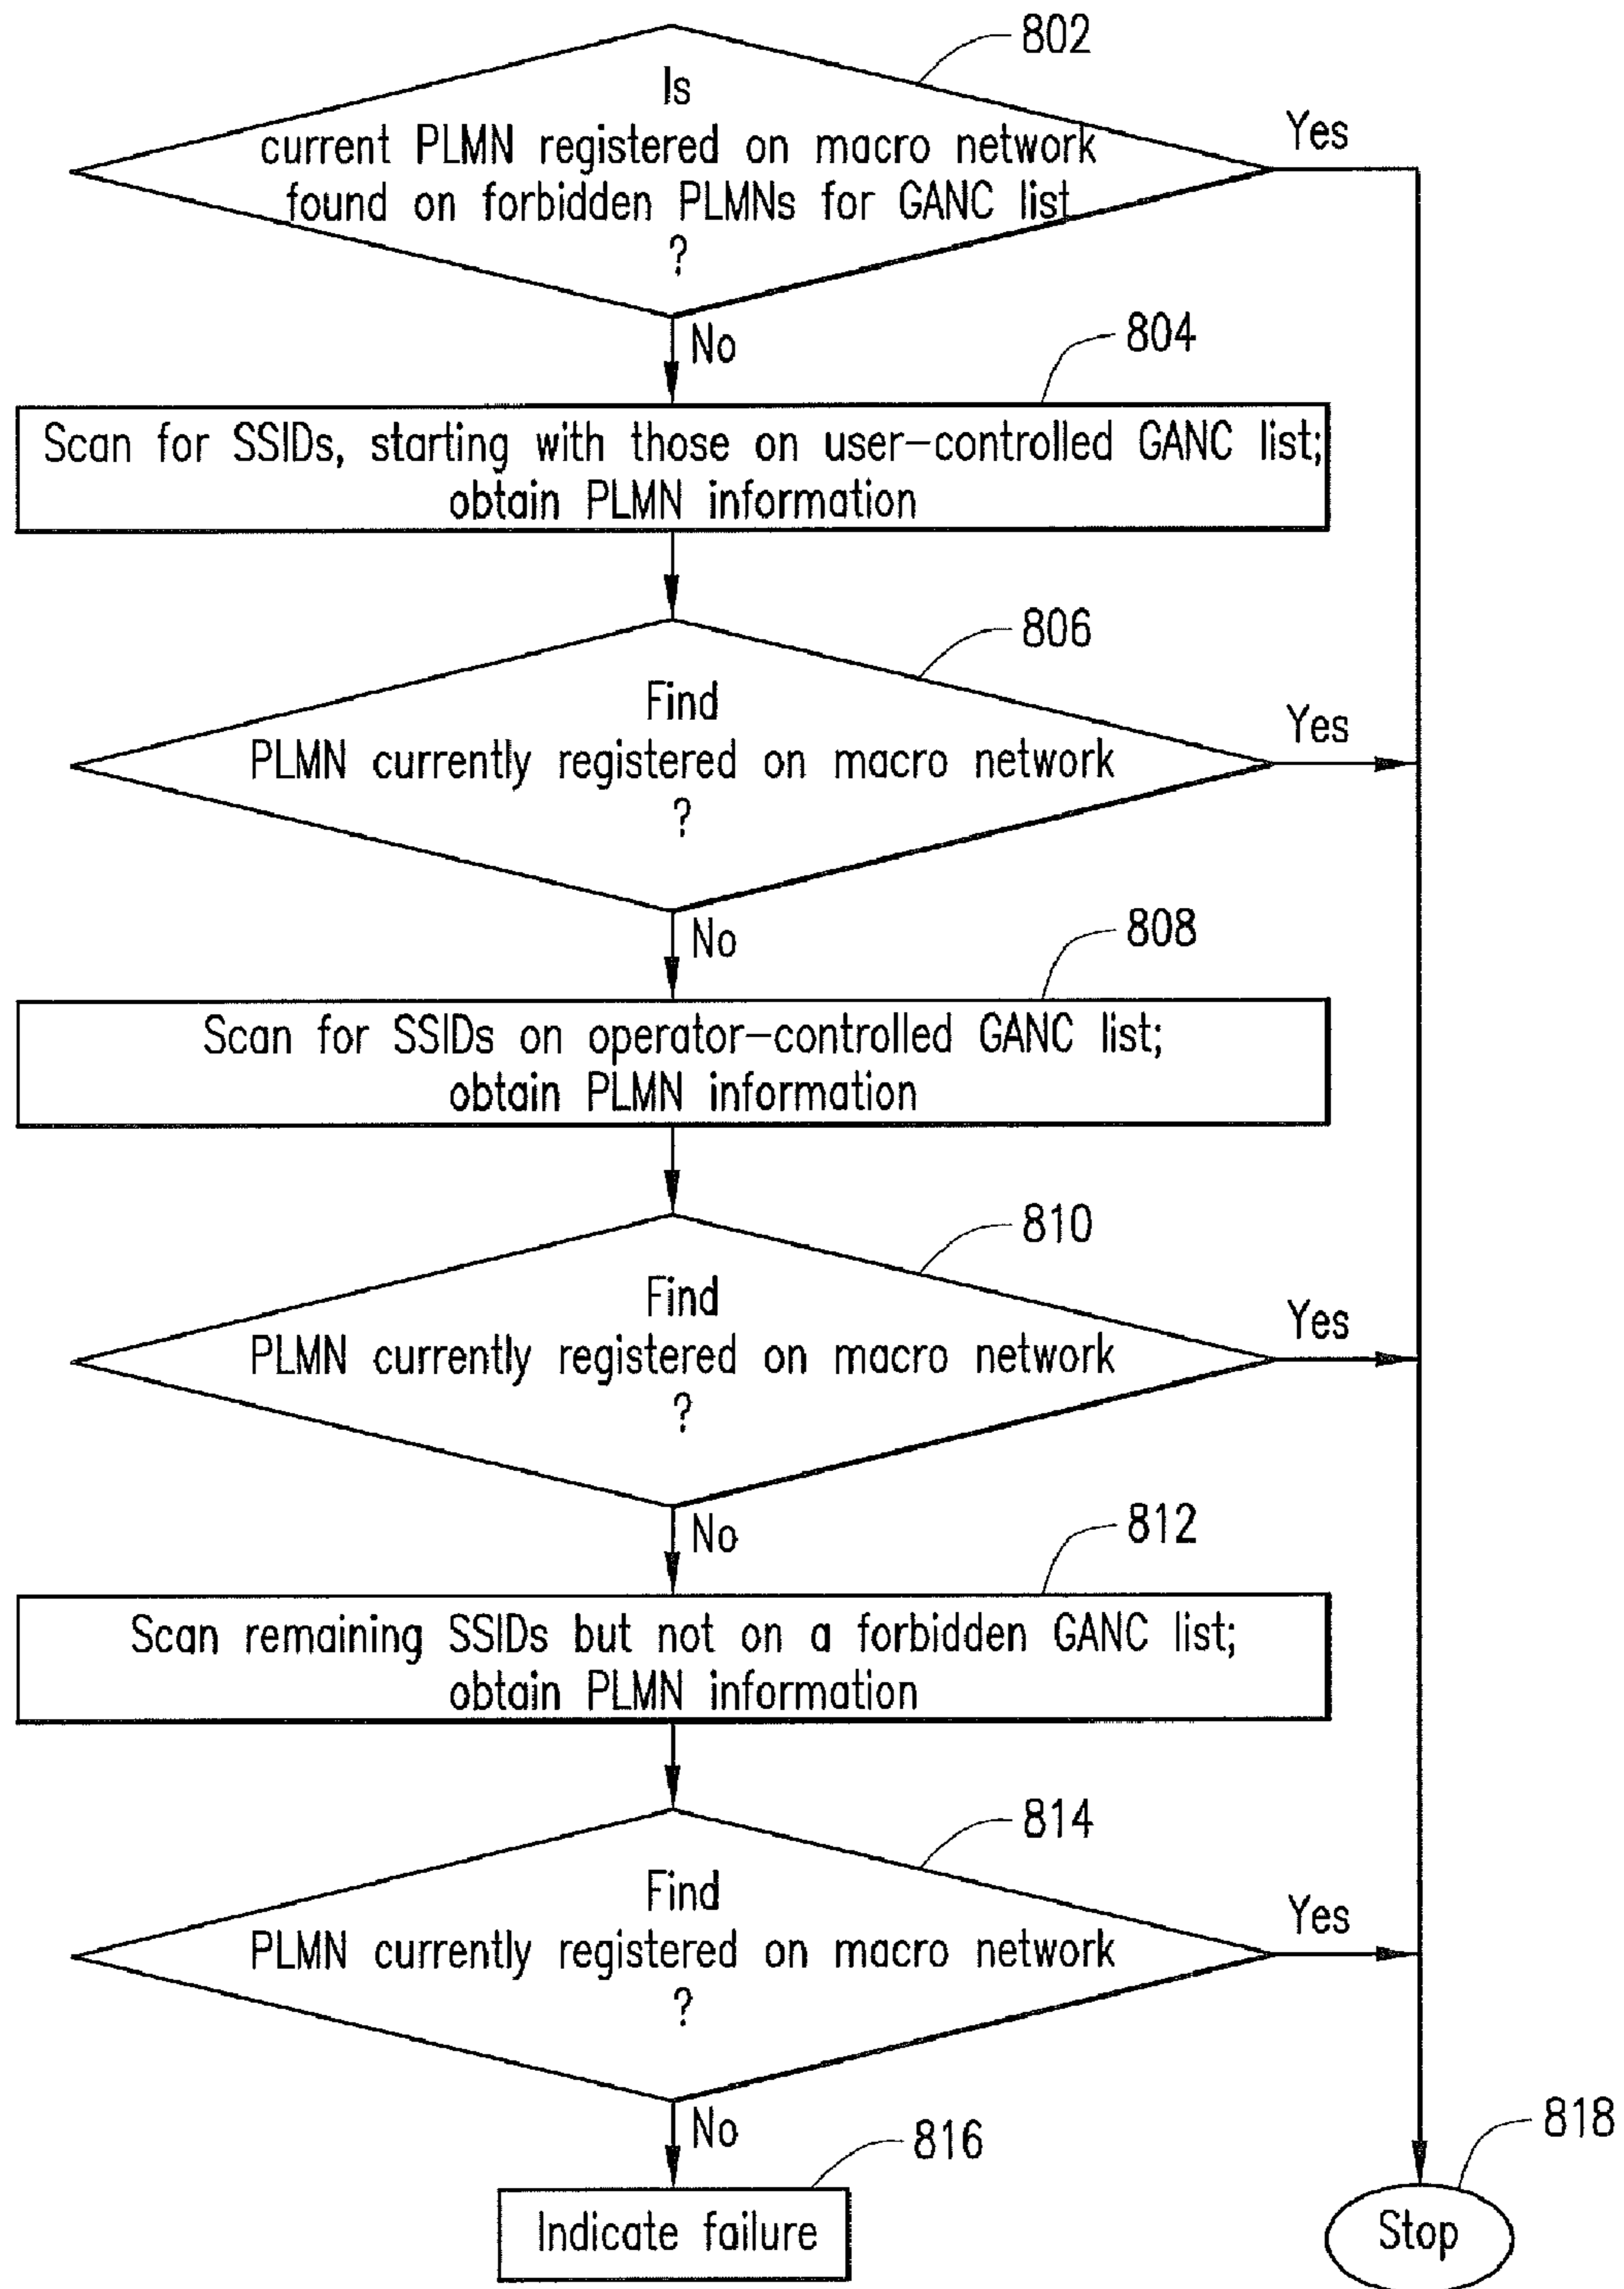 802
Is
current PLMN registered on macro network
found on forbidden PLMNs for GANC list
?
Yes
No
804
Scan for SSIDs, starting with those on user-controlled GANC list;
obtain PLMN information
806
Find
PLMN currently registered on macro network
?
Yes
No
808
Scan for SSIDs on operator-controlled GANC list;
obtain PLMN information
810
Find
PLMN currently registered on macro network
?
Yes
No
812
Scan remaining SSIDs but not on a forbidden GANC list;
obtain PLMN information
814
Find
PLMN currently registered on macro network
?
Yes
No
816
Indicate failure
818
Stop